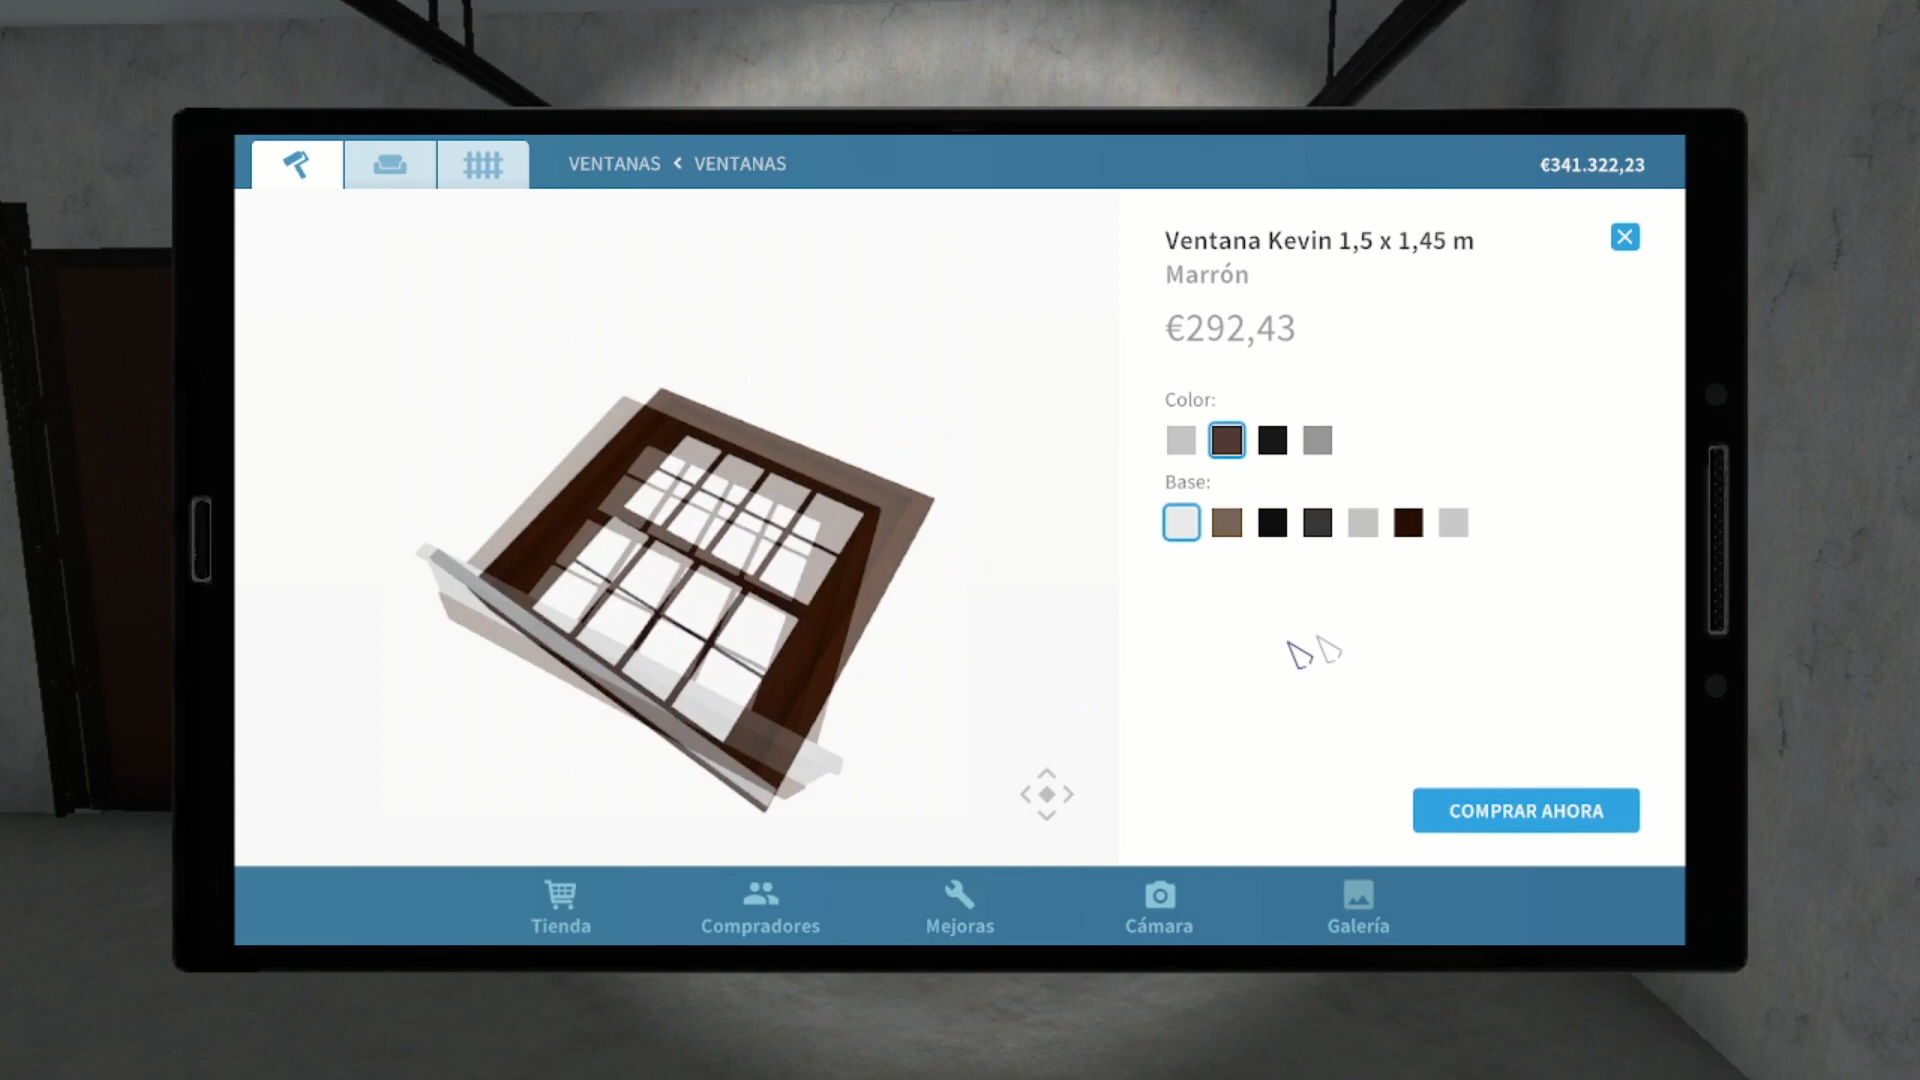 VENTANAS < VENTANAS
€341.322,23
Ventana Kevin 1,5 x 1,45 m
Marrón
€292,43
Color:
Base:
COMPRAR AHORA
Tienda
Compradores
Mejoras
Cámara
Galería